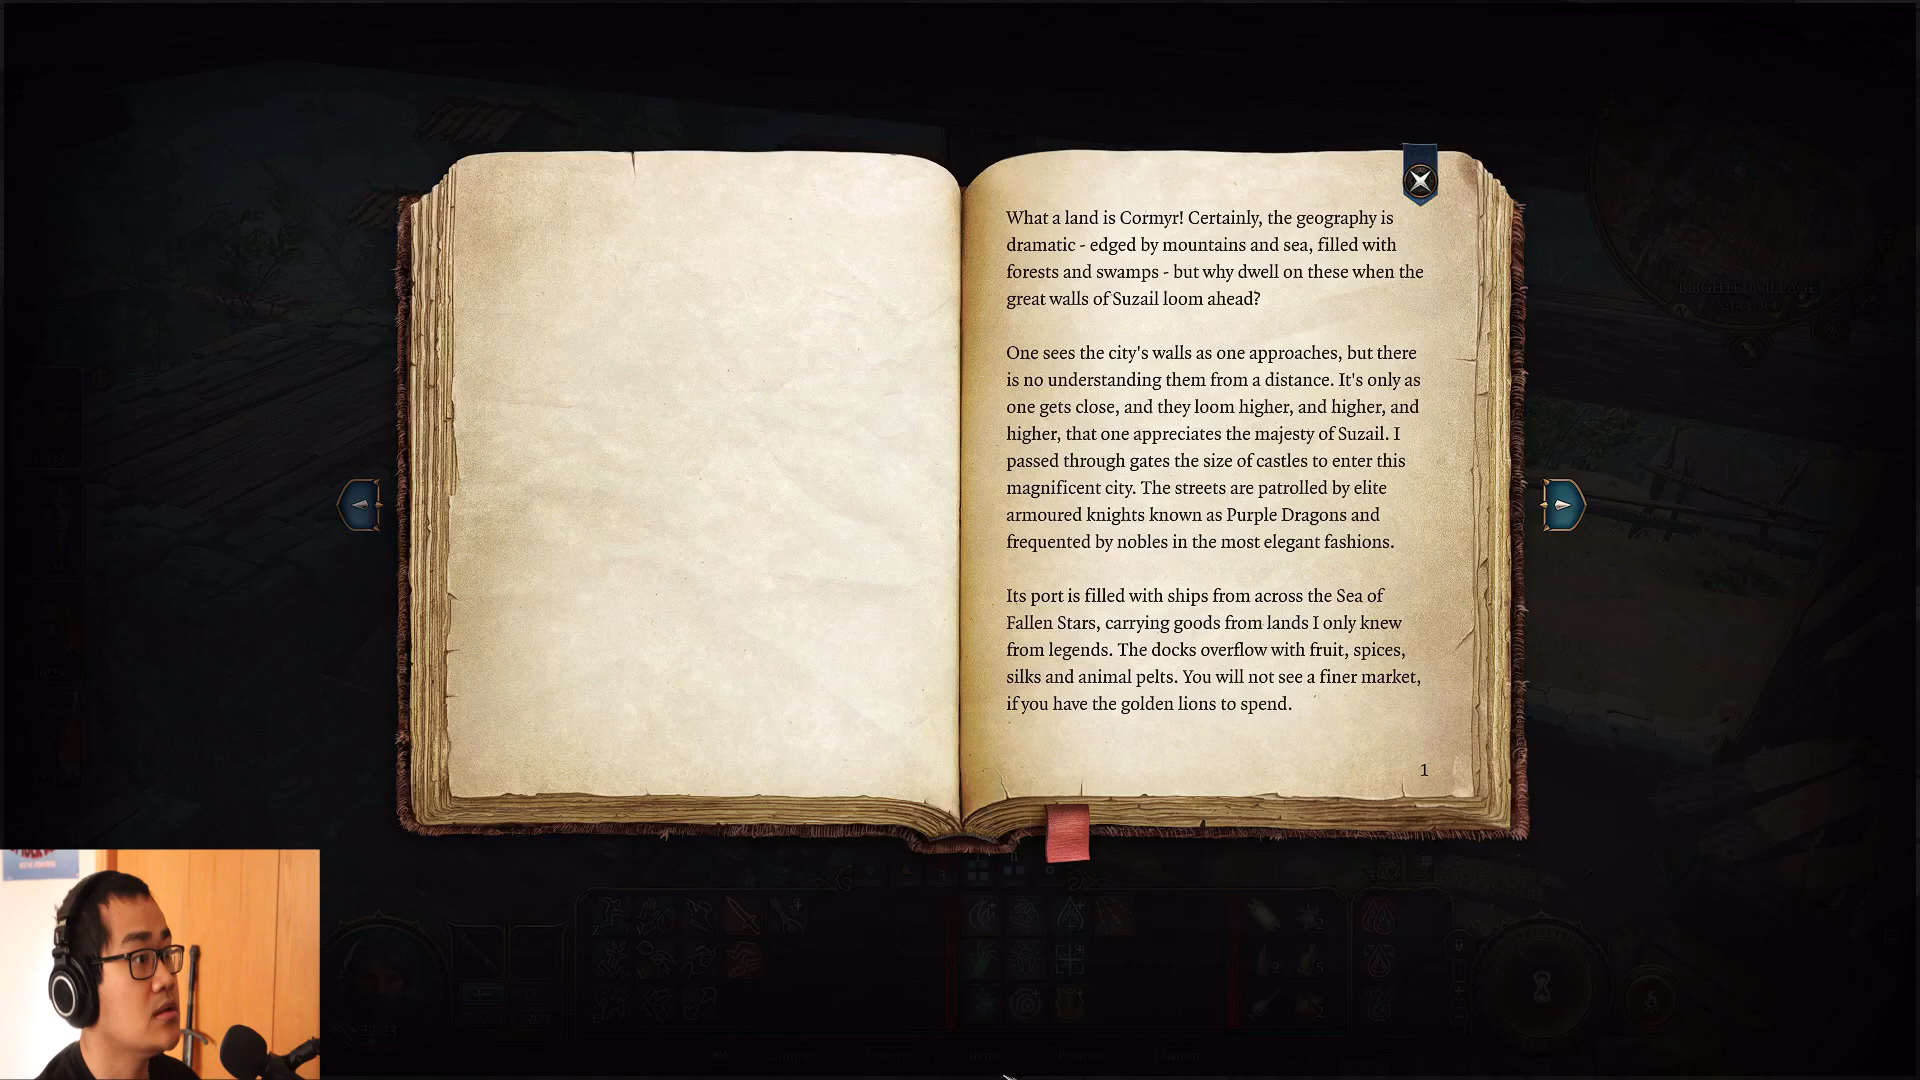 What a land is Cormyr! Certainly, the geography is
dramatic - edged by mountains and sea, filled with
forests and swamps - but why dwell on these when the
great walls of Suzail loom ahead?
One sees the city's walls as one approaches, but there
is no understanding them from a distance. It's only as
one gets close, and they loom higher, and higher, and
higher, that one appreciates the majesty of Suzail. I
passed through gates the size of castles to enter this
magnificent city. The streets are patrolled by elite
armoured knights known as Purple Dragons and
frequented by nobles in the most elegant fashions.
Its port is filled with ships from across the Sea of
Fallen Stars, carrying goods from lands I only knew
from legends. The docks overflow with fruit, spices,
silks and animal pelts. You will not see a finer market,
if you have the golden lions to spend.
1
BLIGHTED VILLAGE